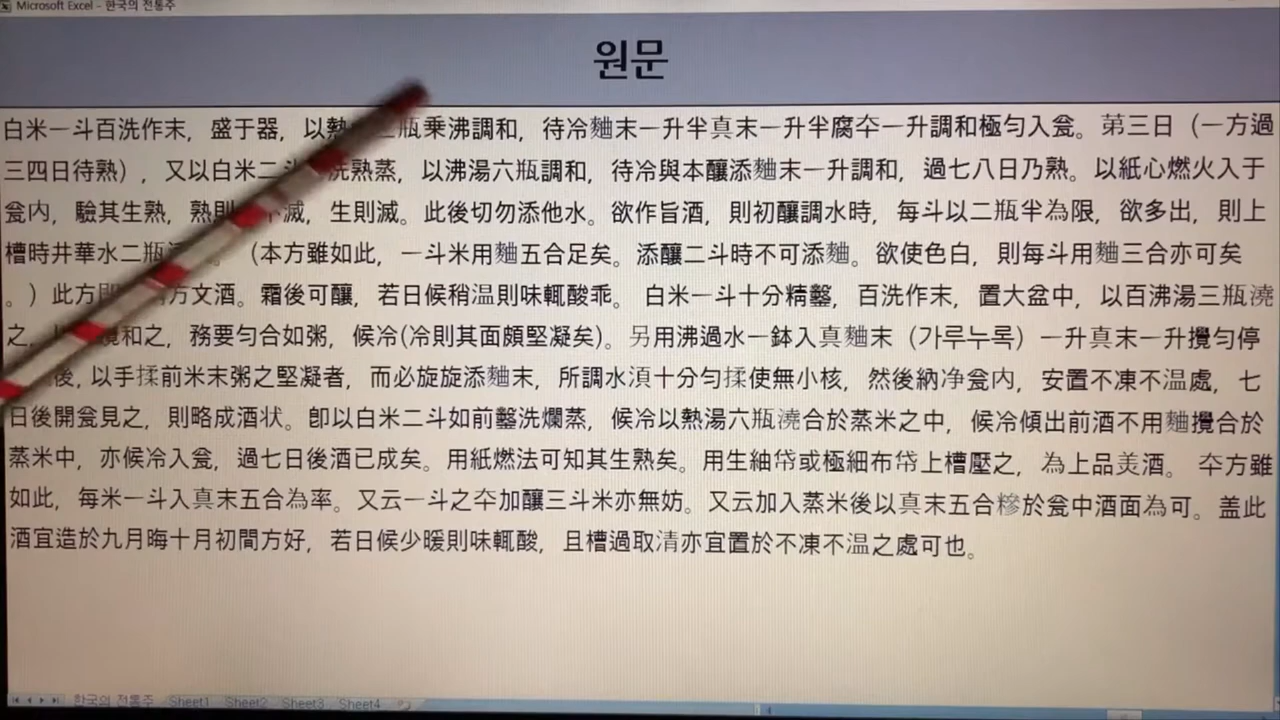 Microsoft Excel - 한국의 전통주
원문
白米一斗百洗作末，盛于器，以熱 瓶乗沸調和，待冷麯末一升半真末一升半腐夲一升調和極匀入瓮。第三日（一方過
三四日待熟），又以白米二斗 洗熟蒸，以沸湯六瓶調和，待冷與本釀添麯末一升調和，過七八日乃熟。以紙心燃火入于
瓮内，驗其生熟，熟則 不滅，生則滅。此後切勿添他水。欲作旨酒，則初釀調水時，每斗以二瓶半為限，欲多出，則上
槽時井華水二瓶 。（本方雖如此，一斗米用麯五合足矣。添釀二斗時不可添麯。欲使色白，則每斗用麯三合亦可矣
。）此方即 方文酒。霜後可釀，若日候稍温則味輒酸乖。 白米一斗十分精鑿，百洗作末，置大盆中，以百沸湯三瓶澆
之， 攪和之，務要匀合如粥，候冷(冷則其面頗堅凝矣)。另用沸過水一鉢入真麯末（가루누룩）一升真末一升攪匀停
後，以手揉前米末粥之堅凝者，而必旋旋添麯末，所調水湏十分匀揉使無小核，然後納净瓮内，安置不凍不温處，七
日後開瓮見之，則略成酒状。卽以白米二斗如前鑿洗爛蒸，候冷以熱湯六瓶澆合於蒸米之中，候冷傾出前酒不用麯攪合於
蒸米中，亦候冷入瓮，過七日後酒已成矣。用紙燃法可知其生熟矣。用生紬帒或極細布帒上槽壓之，為上品美酒。 夲方雖
如此，每米一斗入真末五合為率。又云一斗之夲加釀三斗米亦無妨。又云加入蒸米後以真末五合糝於瓮中酒面為可。盖此
酒宜造於九月晦十月初間方好，若日候少暖則味輒酸，且槽過取清亦宜置於不凍不温之處可也。
한국의 전통주 Sheet1 Sheet2 Sheet3 Sheet4